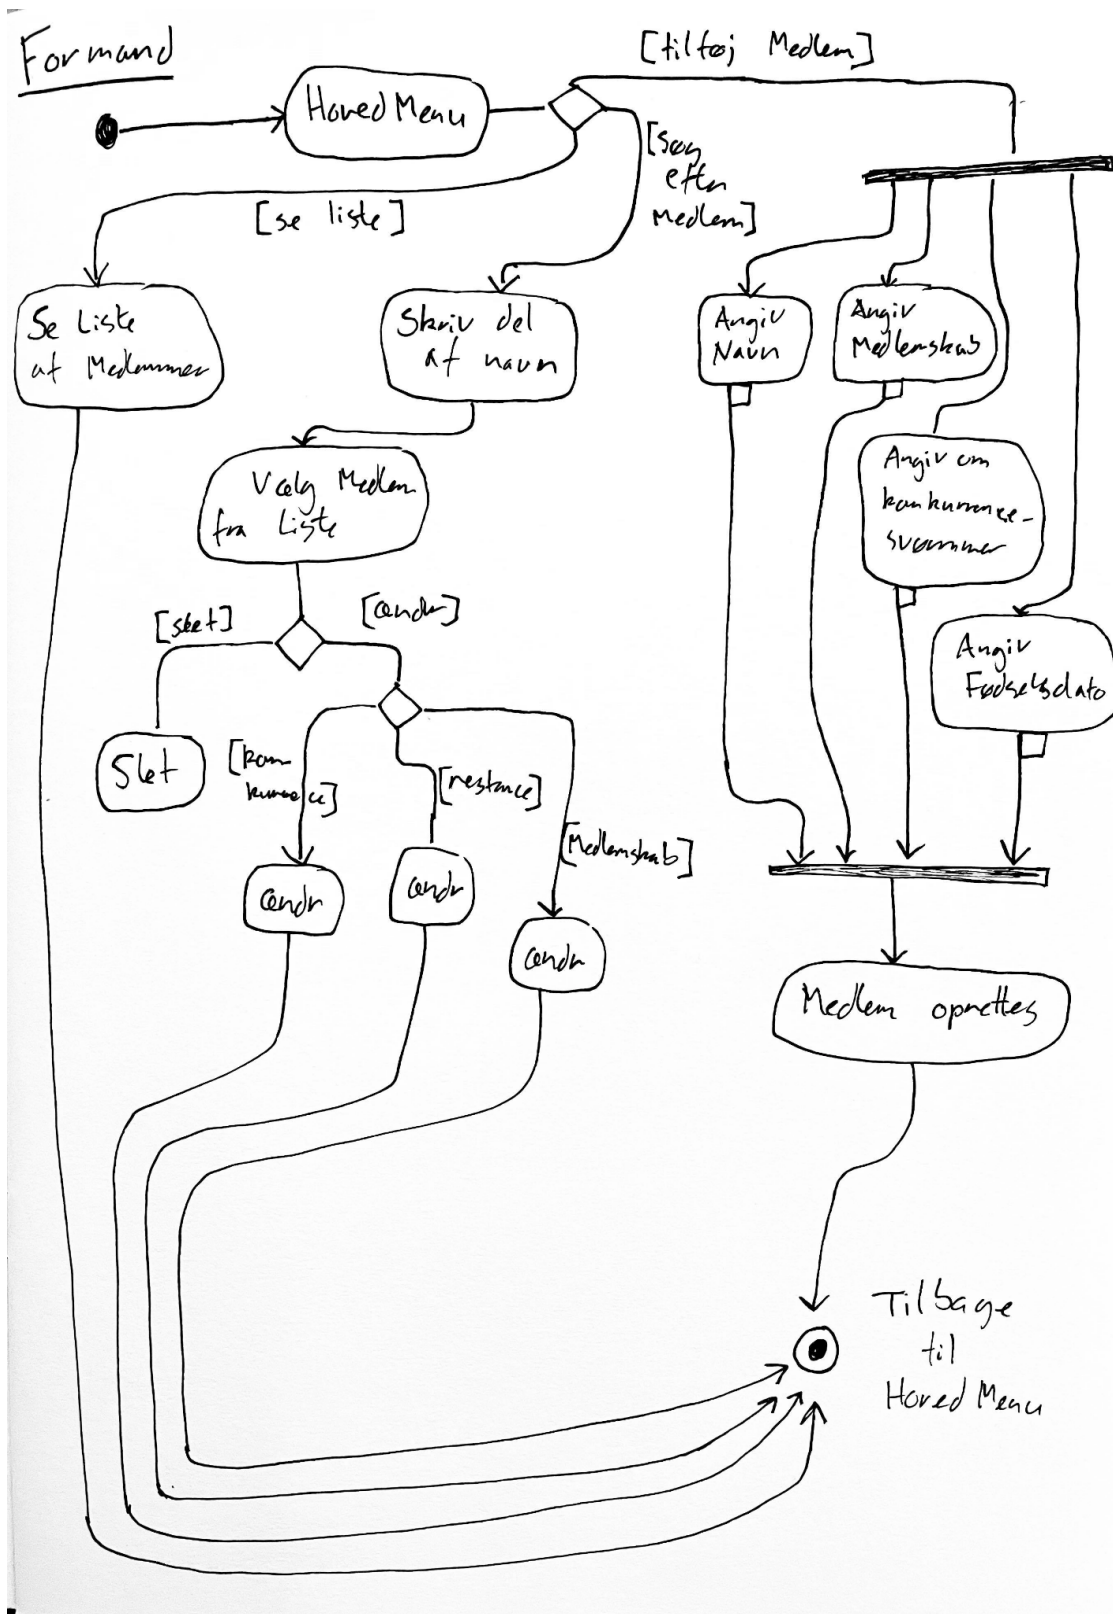 Formand
[tilføj Medlem]
Hoved Menu
[søg
efter
Medlem]
[se liste]
Se Liste
af Medlemmer
Skriv del
af navn
Angiv
Navn
Angiv
Medlemskab
Vælg Medlem
fra Liste
Angiv om
konkurrence-
svømmer
[slet]
[ændr]
Angiv
Fødselsdato
Slet
[kon-
kurrence]
[restance]
[Medlemskab]
ændr
ændr
ændr
Medlem oprettes
Tilbage
til
Hoved Menu